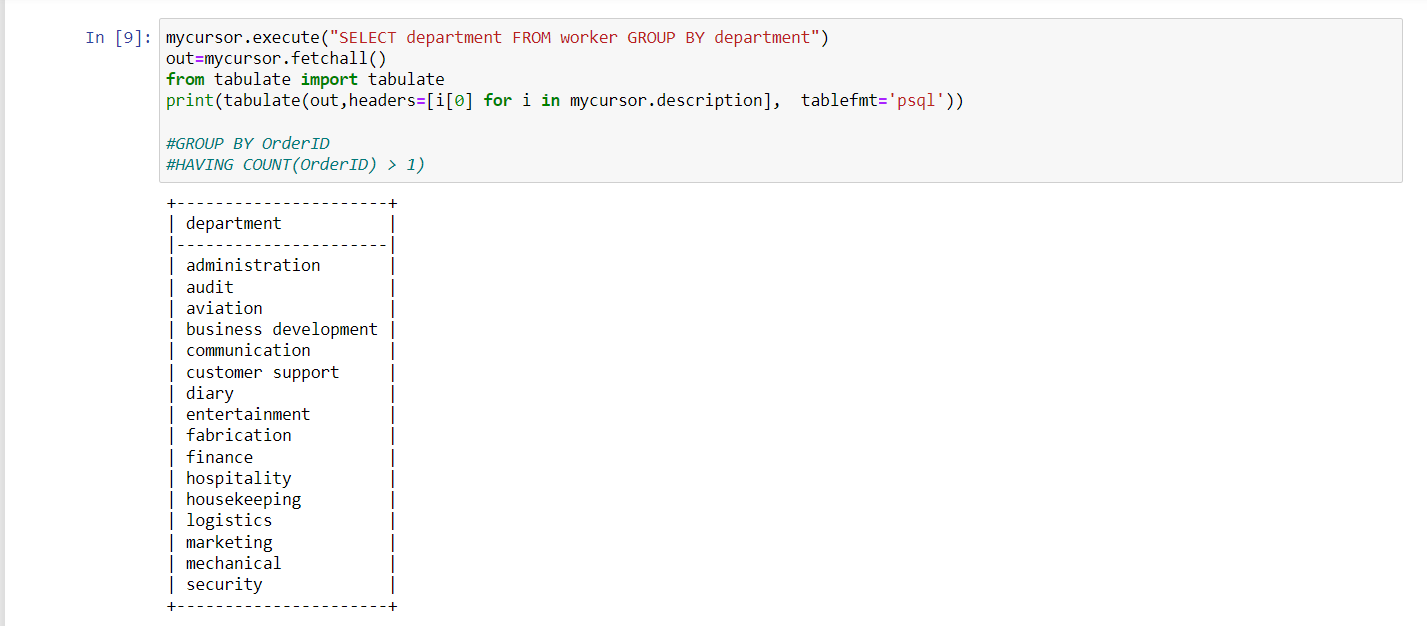 In [9]: mycursor.execute("SELECT department FROM worker GROUP BY department")
out=mycursor.fetchall()
from tabulate import tabulate
print(tabulate(out,headers=[i[0] for i in mycursor.description],  tablefmt='psql'))
#GROUP BY OrderID
#HAVING COUNT(OrderID) > 1)
+----------------------+
| department           |
|----------------------|
| administration       |
| audit                |
| aviation             |
| business development |
| communication        |
| customer support     |
| diary                |
| entertainment        |
| fabrication          |
| finance              |
| hospitality          |
| housekeeping         |
| logistics            |
| marketing            |
| mechanical           |
| security             |
+----------------------+